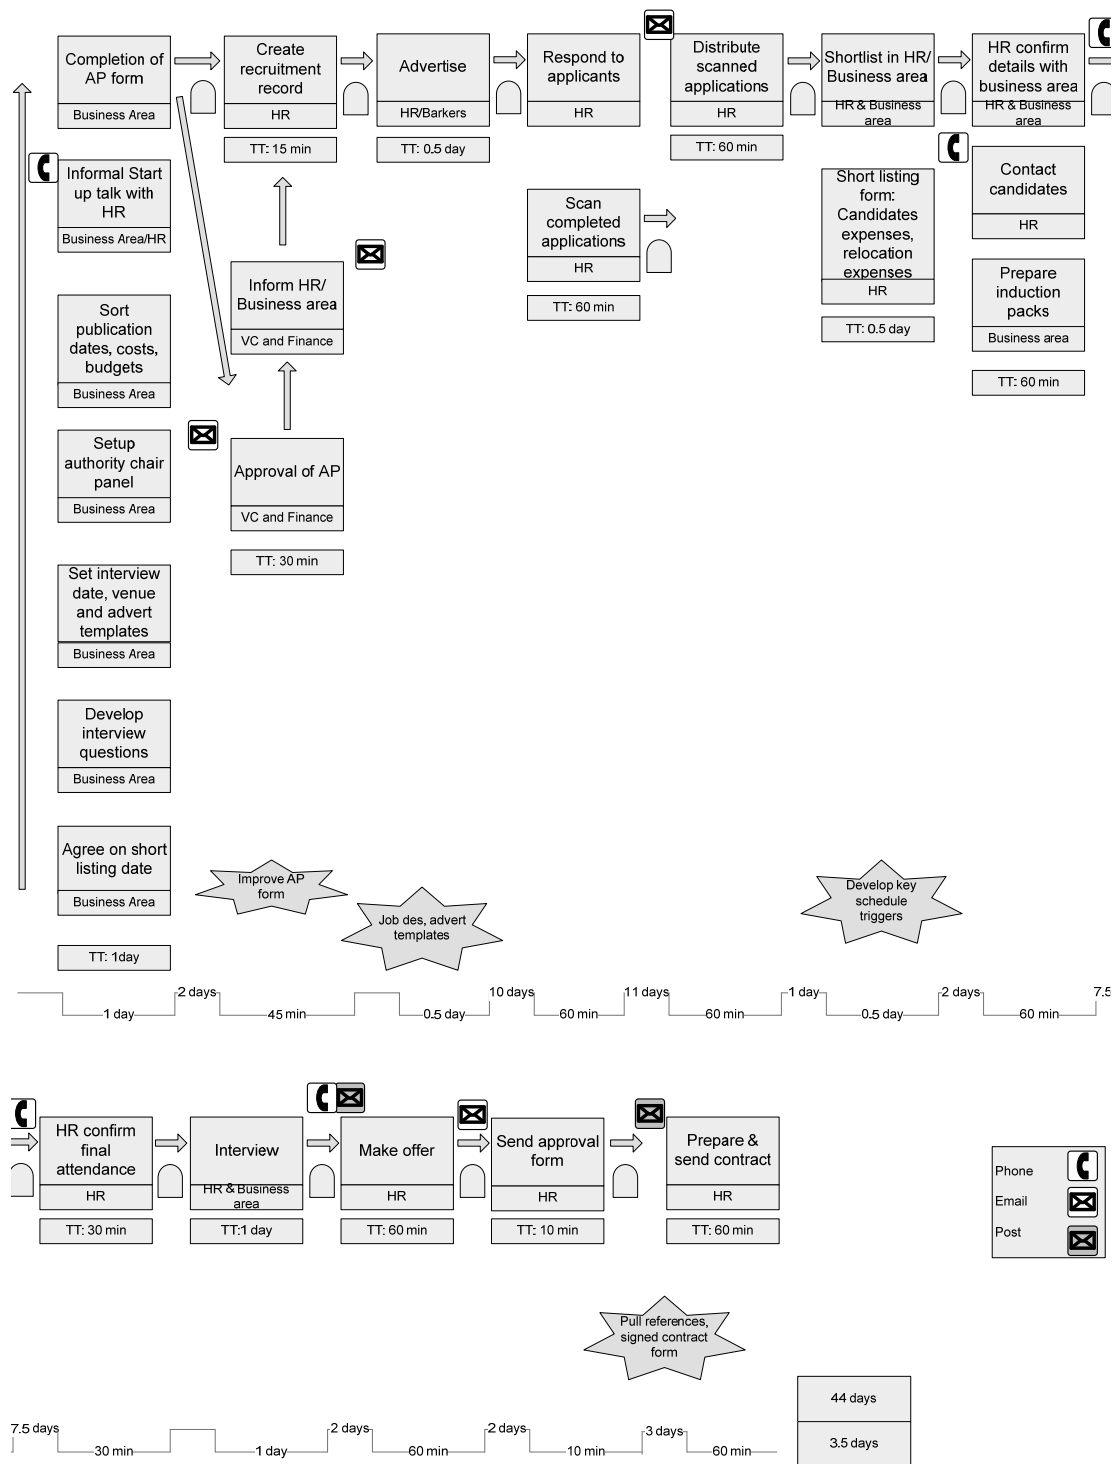 Completion of
AP form
Business Area
Create
recruitment
record
HR
TT: 15 min
Advertise
HR/Barkers
TT: 0.5 day
Respond to
applicants
HR
Distribute
scanned
applications
HR
TT: 60 min
Shortlist in HR/
Business area
HR & Business
area
HR confirm
details with
business area
HR & Business
area
Informal Start
up talk with
HR
Business Area/HR
Inform HR/
Business area
VC and Finance
Scan
completed
applications
HR
TT: 60 min
Short listing
form:
Candidates
expenses,
relocation
expenses
HR
TT: 0.5 day
Contact
candidates
HR
Prepare
induction
packs
Business area
TT: 60 min
Sort
publication
dates, costs,
budgets
Business Area
Setup
authority chair
panel
Business Area
Approval of AP
VC and Finance
TT: 30 min
Set interview
date, venue
and advert
templates
Business Area
Develop
interview
questions
Business Area
Agree on short
listing date
Business Area
TT: 1day
Improve AP
form
Job des, advert
templates
Develop key
schedule
triggers
2 days
10 days
11 days
1 day
2 days
7.5
1 day
45 min
0.5 day
60 min
60 min
0.5 day
60 min
HR confirm
final
attendance
HR
TT: 30 min
Interview
HR & Business
area
TT:1 day
Make offer
HR
TT: 60 min
Send approval
form
HR
TT: 10 min
Prepare &
send contract
HR
TT: 60 min
Phone
Email
Post
Pull references,
signed contract
form
44 days
3.5 days
7.5 days
2 days
2 days
3 days
30 min
1 day
60 min
10 min
60 min